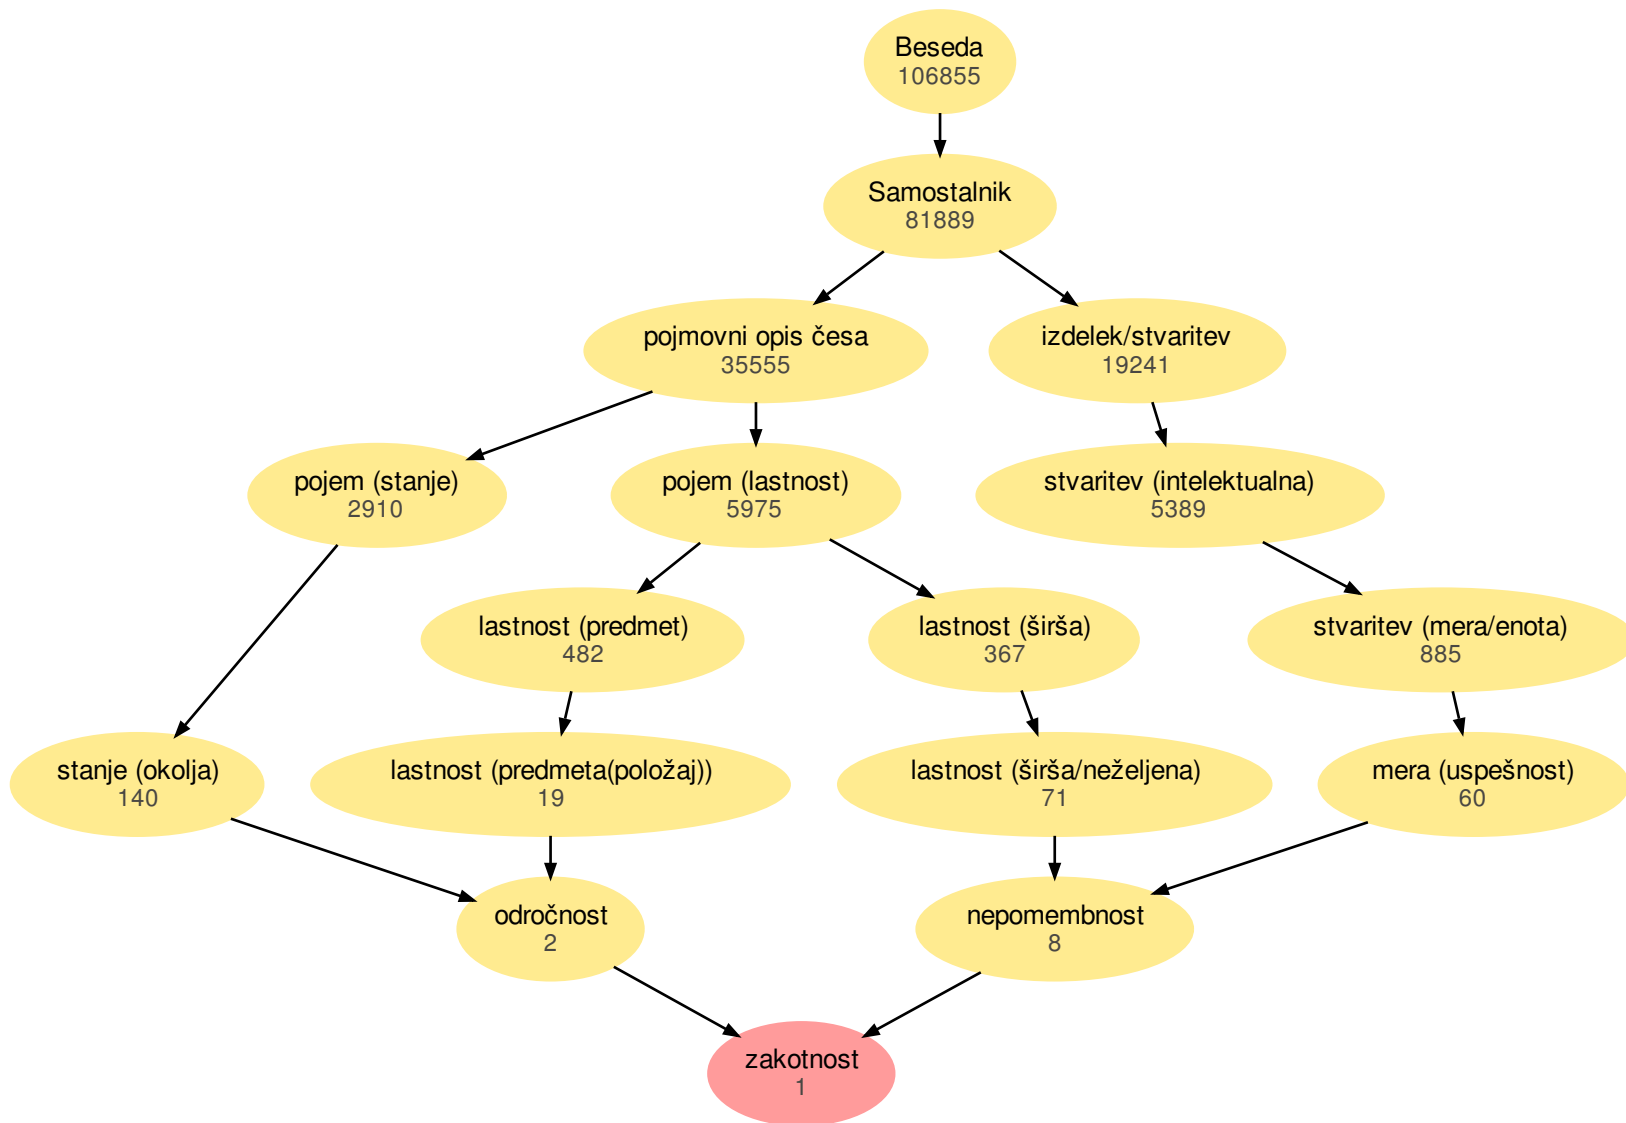 Beseda
106855
Samostalnik
81889
pojmovni opis česa
35555
izdelek/stvaritev
19241
pojem (stanje)
2910
pojem (lastnost)
5975
stvaritev (intelektualna)
5389
lastnost (predmet)
482
lastnost (širša)
367
stvaritev (mera/enota)
885
stanje (okolja)
140
lastnost (predmeta(položaj))
19
lastnost (širša/neželjena)
71
mera (uspešnost)
60
odročnost
2
nepomembnost
8
zakotnost
1